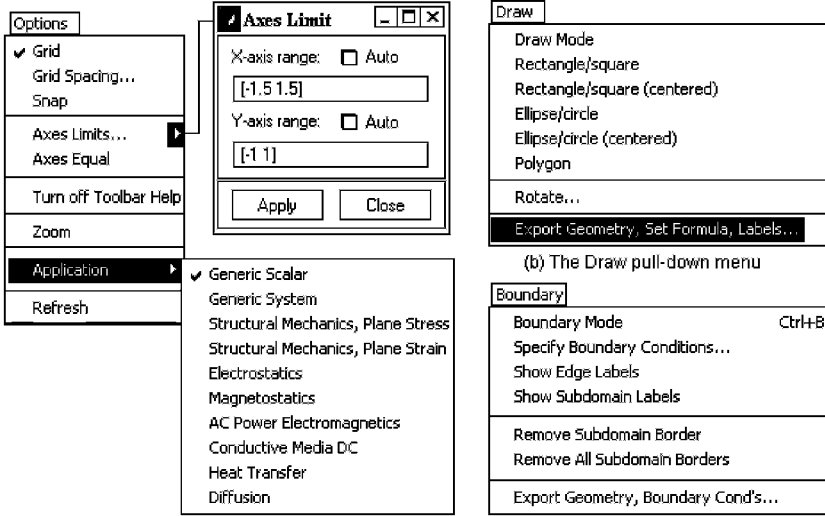 Options
✔ Grid
Grid Spacing...
Snap
Axes Limits...
Axes Equal
Turn off Toolbar Help
Zoom
Application
Refresh
Axes Limit
X-axis range: Auto
[-1.5 1.5]
Y-axis range: Auto
[-1 1]
Apply Close
✔ Generic Scalar
Generic System
Structural Mechanics, Plane Stress
Structural Mechanics, Plane Strain
Electrostatics
Magnetostatics
AC Power Electromagnetics
Conductive Media DC
Heat Transfer
Diffusion
Draw
Draw Mode
Rectangle/square
Rectangle/square (centered)
Ellipse/circle
Ellipse/circle (centered)
Polygon
Rotate...
Export Geometry, Set Formula, Labels...
(b) The Draw pull-down menu
Boundary
Boundary Mode Ctrl+B
Specify Boundary Conditions...
Show Edge Labels
Show Subdomain Labels
Remove Subdomain Border
Remove All Subdomain Borders
Export Geometry, Boundary Cond's...